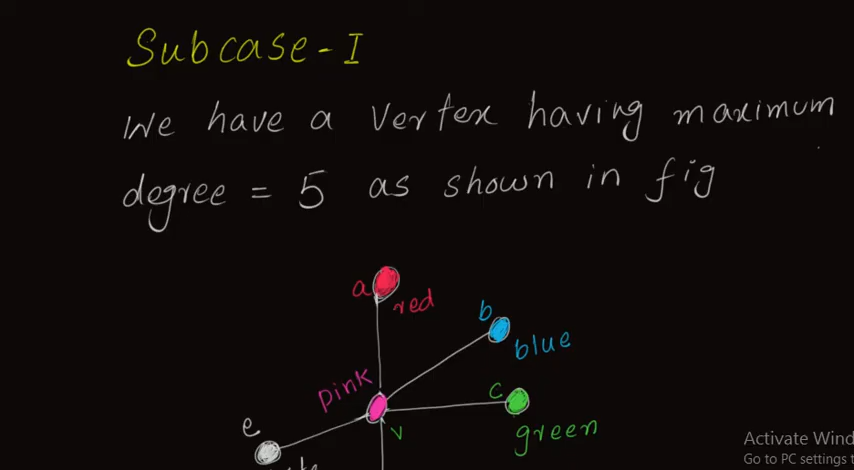 Subcase-I
We have a Vertex having maximum
degree = 5 as shown in fig
a
red
b
blue
pink
c
v
green
e
Activate Wind
Go to PC settings t